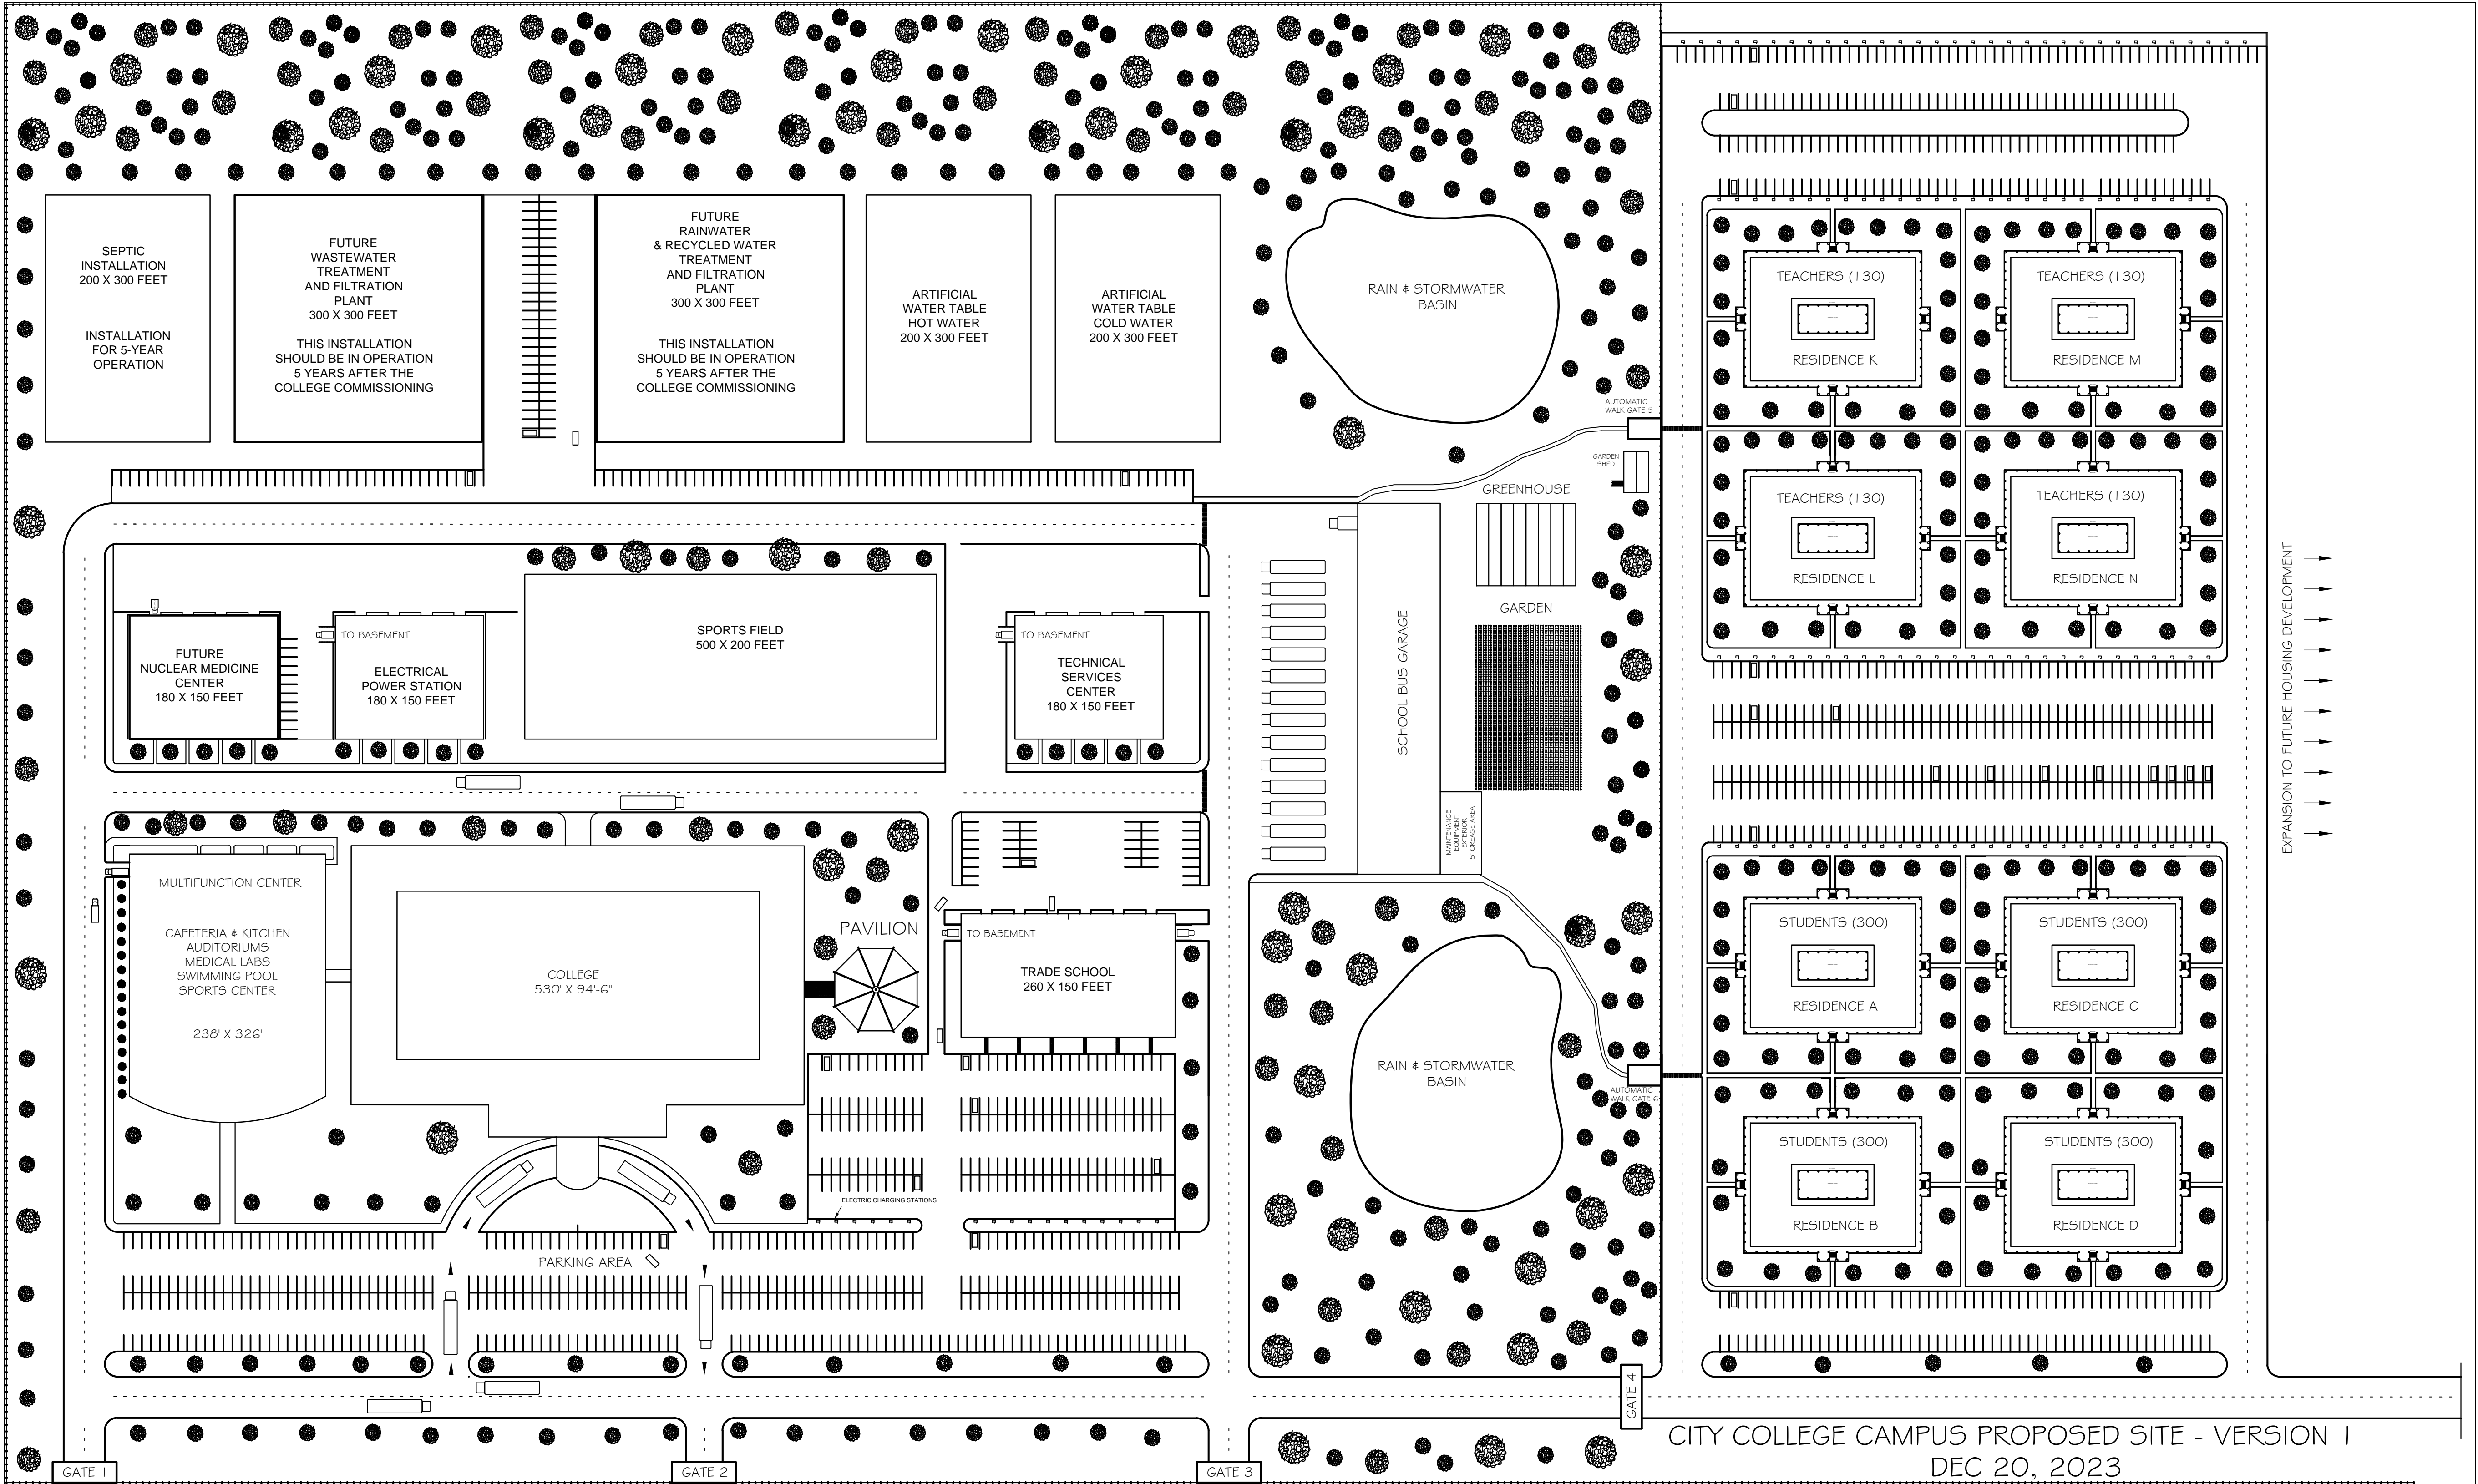 SEPTIC
INSTALLATION
200 X 300 FEET
INSTALLATION
FOR 5-YEAR
OPERATION
FUTURE
WASTEWATER
TREATMENT
AND FILTRATION
PLANT
300 X 300 FEET
THIS INSTALLATION
SHOULD BE IN OPERATION
5 YEARS AFTER THE
COLLEGE COMMISSIONING
FUTURE
RAINWATER
& RECYCLED WATER
TREATMENT
AND FILTRATION
PLANT
300 X 300 FEET
THIS INSTALLATION
SHOULD BE IN OPERATION
5 YEARS AFTER THE
COLLEGE COMMISSIONING
ARTIFICIAL
WATER TABLE
HOT WATER
200 X 300 FEET
ARTIFICIAL
WATER TABLE
COLD WATER
200 X 300 FEET
RAIN & STORMWATER
BASIN
AUTOMATIC
WALK GATE 5
GARDEN
SHED
GREENHOUSE
GARDEN
SCHOOL BUS GARAGE
MAINTENANCE
EQUIPMENT
EXTERIOR
STOREAGE AREA
TEACHERS (130)
RESIDENCE K
TEACHERS (130)
RESIDENCE M
TEACHERS (130)
RESIDENCE L
TEACHERS (130)
RESIDENCE N
EXPANSION TO FUTURE HOUSING DEVELOPMENT
FUTURE
NUCLEAR MEDICINE
CENTER
180 X 150 FEET
TO BASEMENT
ELECTRICAL
POWER STATION
180 X 150 FEET
SPORTS FIELD
500 X 200 FEET
TO BASEMENT
TECHNICAL
SERVICES
CENTER
180 X 150 FEET
MULTIFUNCTION CENTER
CAFETERIA & KITCHEN
AUDITORIUMS
MEDICAL LABS
SWIMMING POOL
SPORTS CENTER
238' X 326'
COLLEGE
530' X 94'-6"
PAVILION
TO BASEMENT
TRADE SCHOOL
260 X 150 FEET
RAIN & STORMWATER
BASIN
AUTOMATIC
WALK GATE 6
STUDENTS (300)
RESIDENCE A
STUDENTS (300)
RESIDENCE C
STUDENTS (300)
RESIDENCE B
STUDENTS (300)
RESIDENCE D
ELECTRIC CHARGING STATIONS
PARKING AREA
GATE 4
GATE 1
GATE 2
GATE 3
CITY COLLEGE CAMPUS PROPOSED SITE - VERSION 1
DEC 20, 2023